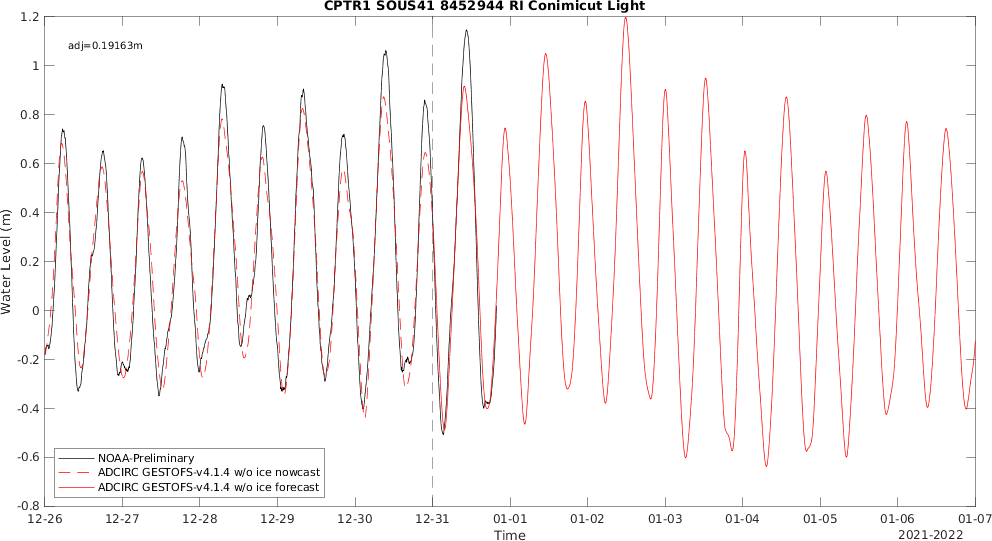 CPTR1 SOUS41 8452944 RI Conimicut Light
1.2
1
0.8
0.6
0.4
0.2
0
-0.2
-0.4
-0.6
-0.8
Water Level (m)
adj=0.19163m
NOAA-Preliminary
ADCIRC GESTOFS-v4.1.4 w/o ice nowcast
ADCIRC GESTOFS-v4.1.4 w/o ice forecast
12-26 12-27 12-28 12-29 12-30 12-31 01-01 01-02 01-03 01-04 01-05 01-06 01-07
Time
2021-2022